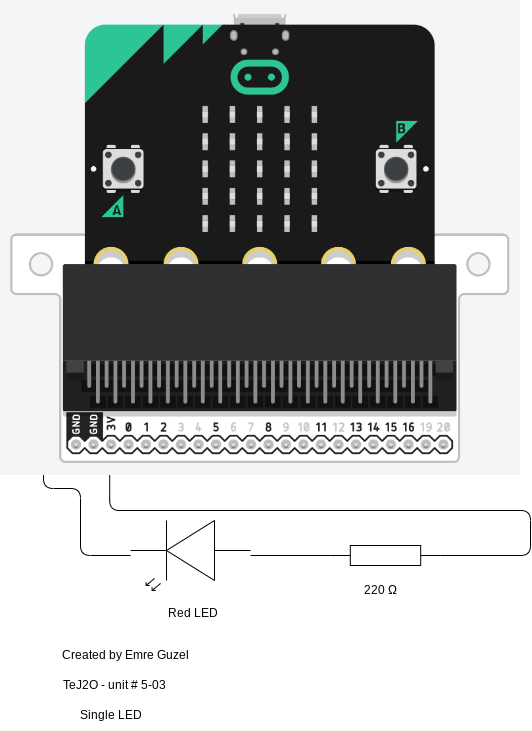 B
A
GND GND 3V 0 1 2 3 4 5 6 7 8 9 10 11 12 13 14 15 16 19 20
220 Ω
Red LED
Created by Emre Guzel
TeJ2O - unit # 5-03
Single LED